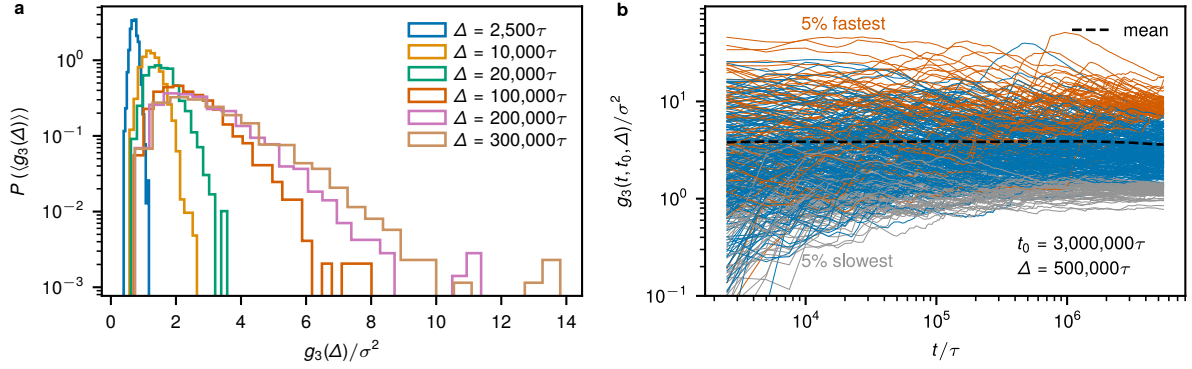 a
P (⟨g₃(Δ)⟩)
10⁰
10⁻¹
10⁻²
10⁻³
0 2 4 6 8 10 12 14
g₃(Δ)/σ²
Δ = 2,500τ
Δ = 10,000τ
Δ = 20,000τ
Δ = 100,000τ
Δ = 200,000τ
Δ = 300,000τ
b
g₃(t, t₀, Δ)/σ²
10²
10¹
10⁰
10⁻¹
10⁴ 10⁵ 10⁶
t/τ
5% fastest
mean
5% slowest
t₀ = 3,000,000τ
Δ = 500,000τ